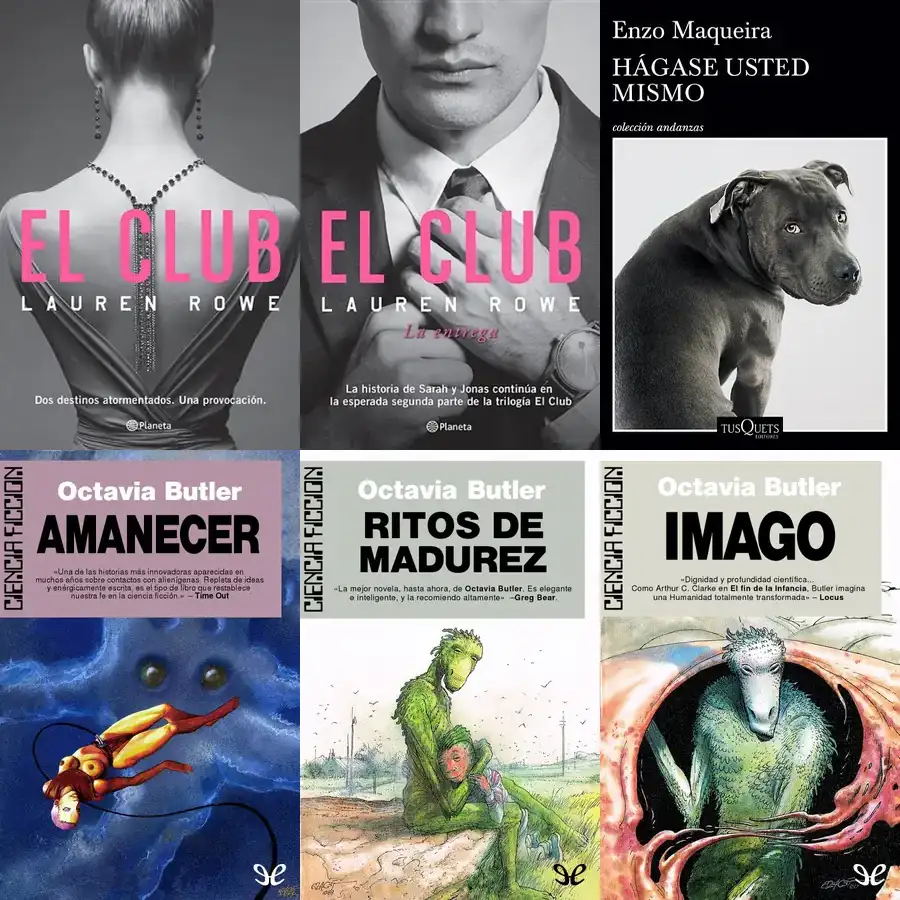 EL CLUB
LAUREN ROWE
Dos destinos atormentados. Una provocación.
Planeta
EL CLUB
LAUREN ROWE
La entrega
La historia de Sarah y Jonas continúa en
la esperada segunda parte de la trilogía El Club
Planeta
Enzo Maqueira
HÁGASE USTED
MISMO
colección andanzas
TUSQUETS
EDITORES
CIENCIA FICCION
Octavia Butler
AMANECER
«Una de las historias más innovadoras aparecidas en
muchos años sobre contactos con alienígenas. Repleta de ideas
y enérgicamente escrita, es el tipo de libro que restablece
nuestra fe en la ciencia ficción.» – Time Out
CIENCIA FICCION
Octavia Butler
RITOS DE
MADUREZ
«La mejor novela, hasta ahora, de Octavia Butler. Es elegante
e inteligente, y la recomiendo altamente» –Greg Bear.
CIENCIA FICCION
Octavia Butler
IMAGO
«Dignidad y profundidad científica...
Como Arthur C. Clarke en El fin de la Infancia, Butler imagina
una Humanidad totalmente transformada» – Locus